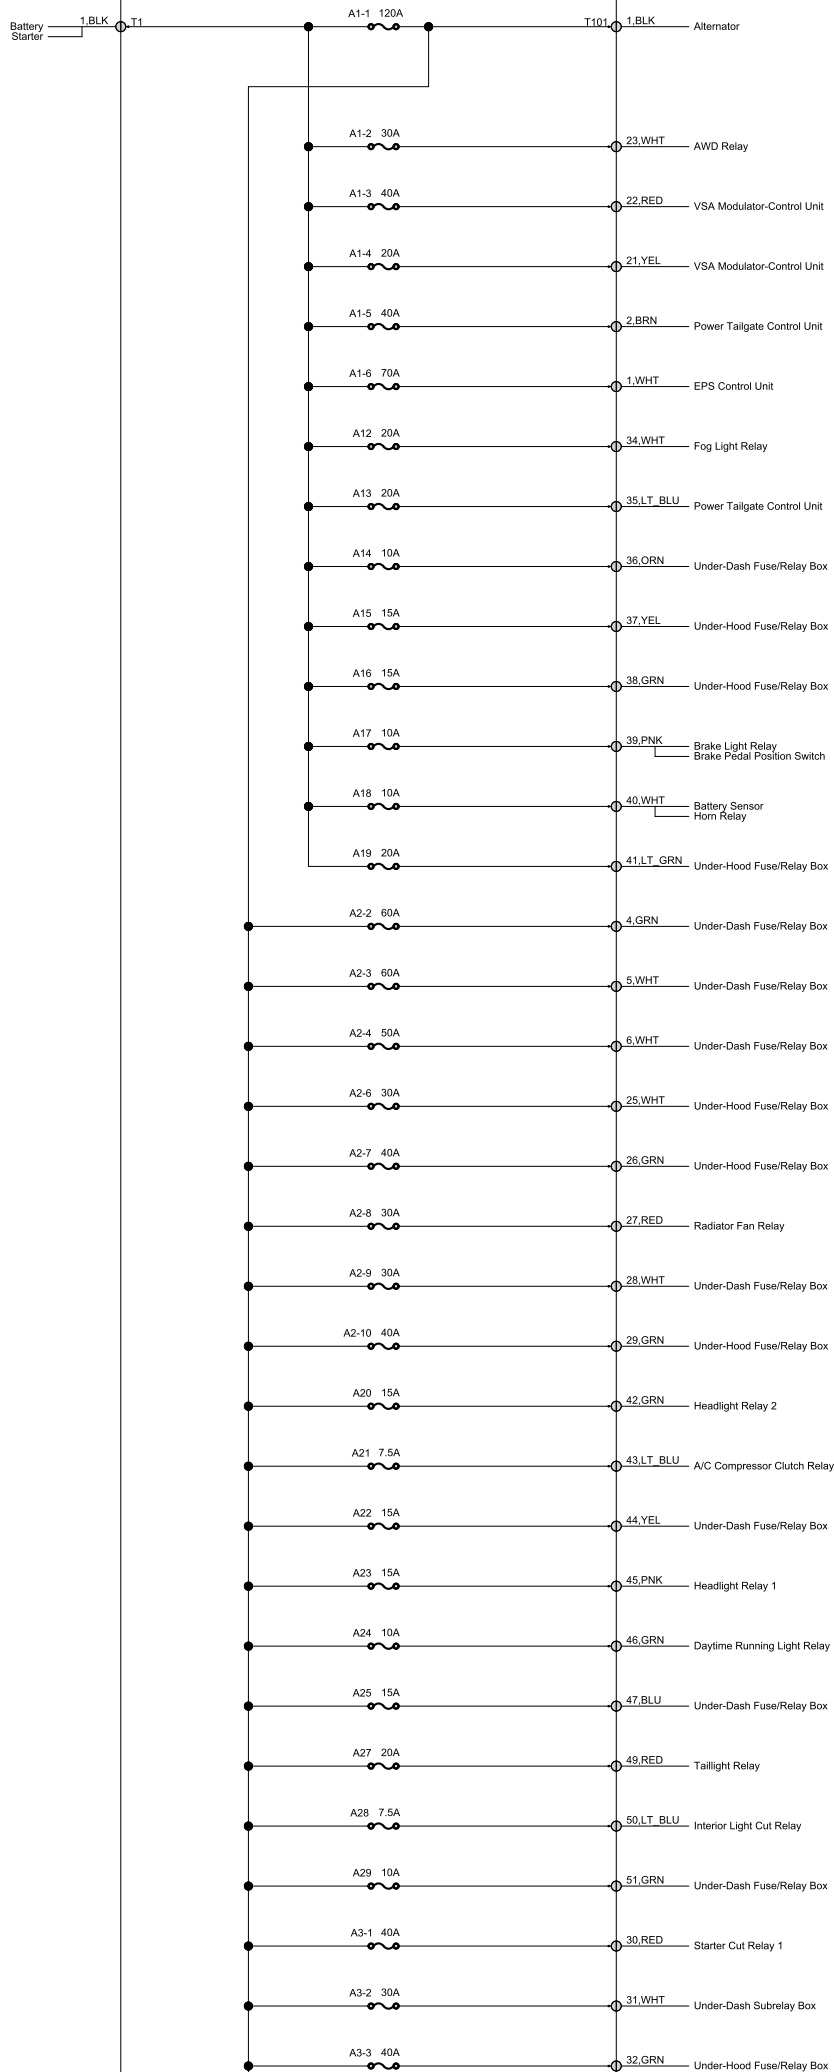 A1-1 120A
Battery 1,BLK T1 T101 1,BLK Alternator
Starter
A1-2 30A 23,WHT AWD Relay
A1-3 40A 22,RED VSA Modulator-Control Unit
A1-4 20A 21,YEL VSA Modulator-Control Unit
A1-5 40A 2,BRN Power Tailgate Control Unit
A1-6 70A 1,WHT EPS Control Unit
A12 20A 34,WHT Fog Light Relay
A13 20A 35,LT_BLU Power Tailgate Control Unit
A14 10A 36,ORN Under-Dash Fuse/Relay Box
A15 15A 37,YEL Under-Hood Fuse/Relay Box
A16 15A 38,GRN Under-Hood Fuse/Relay Box
A17 10A 39,PNK Brake Light Relay
Brake Pedal Position Switch
A18 10A 40,WHT Battery Sensor
Horn Relay
A19 20A 41,LT_GRN Under-Hood Fuse/Relay Box
A2-2 60A 4,GRN Under-Dash Fuse/Relay Box
A2-3 60A 5,WHT Under-Dash Fuse/Relay Box
A2-4 50A 6,WHT Under-Dash Fuse/Relay Box
A2-6 30A 25,WHT Under-Hood Fuse/Relay Box
A2-7 40A 26,GRN Under-Hood Fuse/Relay Box
A2-8 30A 27,RED Radiator Fan Relay
A2-9 30A 28,WHT Under-Dash Fuse/Relay Box
A2-10 40A 29,GRN Under-Hood Fuse/Relay Box
A20 15A 42,GRN Headlight Relay 2
A21 7.5A 43,LT_BLU A/C Compressor Clutch Relay
A22 15A 44,YEL Under-Dash Fuse/Relay Box
A23 15A 45,PNK Headlight Relay 1
A24 10A 46,GRN Daytime Running Light Relay
A25 15A 47,BLU Under-Dash Fuse/Relay Box
A27 20A 49,RED Taillight Relay
A28 7.5A 50,LT_BLU Interior Light Cut Relay
A29 10A 51,GRN Under-Dash Fuse/Relay Box
A3-1 40A 30,RED Starter Cut Relay 1
A3-2 30A 31,WHT Under-Dash Subrelay Box
A3-3 40A 32,GRN Under-Hood Fuse/Relay Box